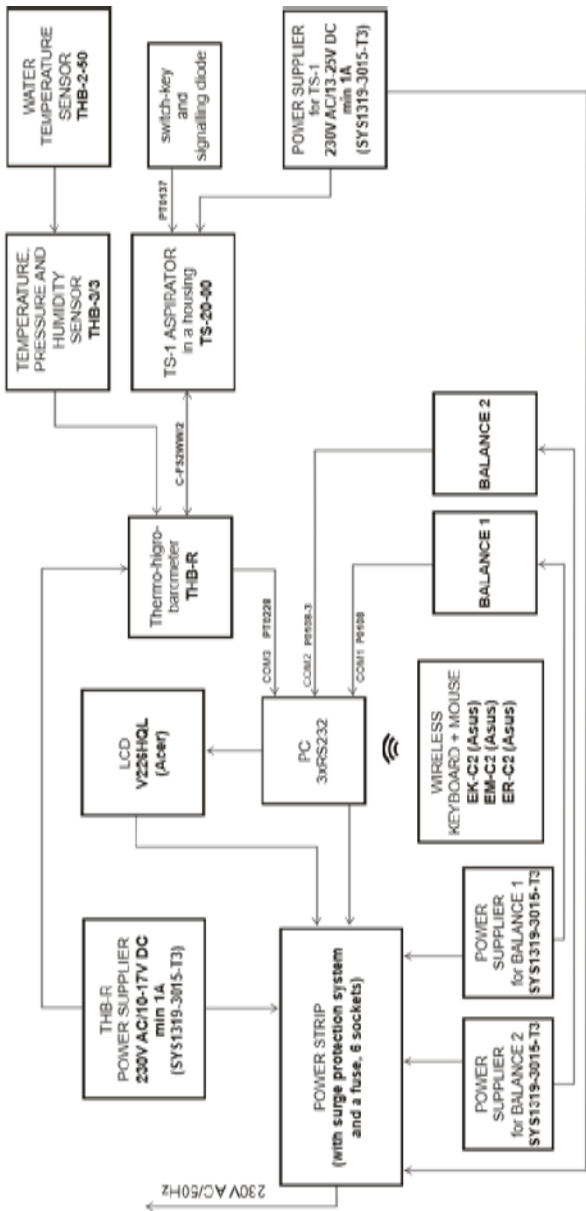 WATER
TEMPERATURE
SENSOR
THB-2-50
switch-key
and
signalling diode
POWER SUPPLIER
for TS-1
230V AC/13-25V DC
min 1A
(SYS1319-3015-T3)
PT0137
TEMPERATURE,
PRESSURE AND
HUMIDITY
SENSOR
THB-3/3
TS-1 ASPIRATOR
in a housing
TS-20-00
C-FS2WW/2
Thermo-higro-
barometer
THB-R
BALANCE 1
BALANCE 2
COM3 PT0228
COM2 P0108-3
COM1 P0108
LCD
V226HQL
(Acer)
PC
3xRS232
WIRELESS
KEYBOARD + MOUSE
EK-C2 (Asus)
EM-C2 (Asus)
ER-C2 (Asus)
THB-R
POWER SUPPLIER
230V AC/10-17V DC
min 1A
(SYS1319-3015-T3)
POWER STRIP
(with surge protection system
and a fuse, 6 sockets)
POWER
SUPPLIER
for BALANCE 1
SYS1319-3015-T3
POWER
SUPPLIER
for BALANCE 2
SYS1319-3015-T3
230V AC/50Hz